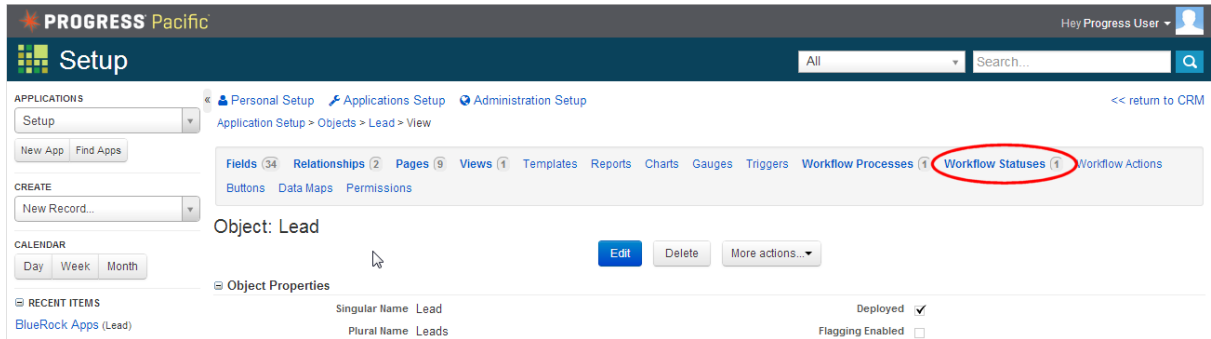 PROGRESS Pacific
Hey Progress User
Setup
All
Search...
APPLICATIONS
Setup
New App Find Apps
CREATE
New Record...
CALENDAR
Day Week Month
RECENT ITEMS
BlueRock Apps (Lead)
« Personal Setup Applications Setup Administration Setup
<< return to CRM
Application Setup > Objects > Lead > View
Fields 34 Relationships 2 Pages 9 Views 1 Templates Reports Charts Gauges Triggers Workflow Processes 1 Workflow Statuses 1 Workflow Actions
Buttons Data Maps Permissions
Object: Lead
Edit Delete More actions...
Object Properties
Singular Name Lead Deployed
Plural Name Leads Flagging Enabled